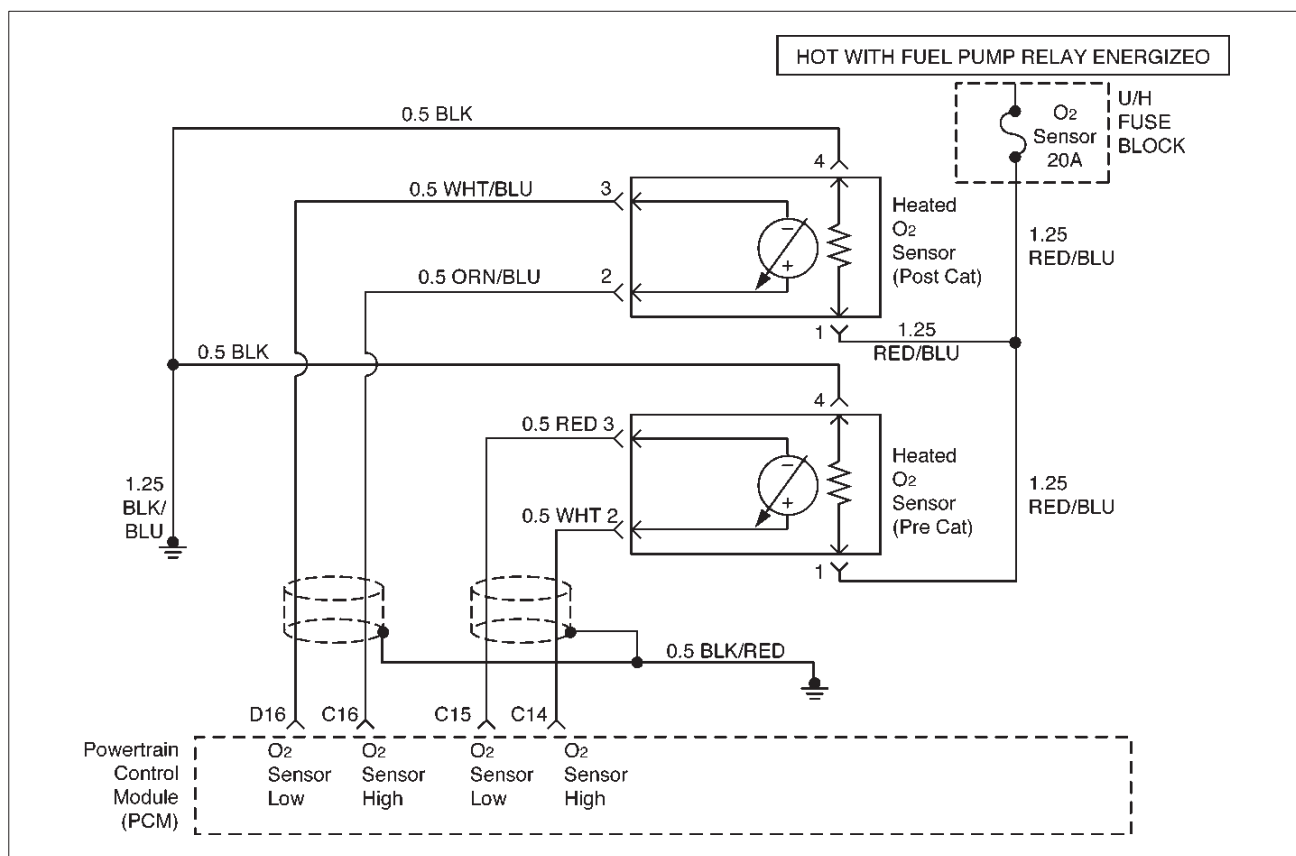 HOT WITH FUEL PUMP RELAY ENERGIZEO
O2
Sensor
20A
U/H
FUSE
BLOCK
0.5 BLK
4
0.5 WHT/BLU
3
Heated
O2
Sensor
(Post Cat)
−
+
1.25
RED/BLU
0.5 ORN/BLU
2
1
1.25
RED/BLU
0.5 BLK
4
0.5 RED 3
Heated
O2
Sensor
(Pre Cat)
−
+
1.25
RED/BLU
1.25
BLK/
BLU
0.5 WHT 2
1
0.5 BLK/RED
D16
C16
C15
C14
Powertrain
Control
Module
(PCM)
O2
Sensor
Low
O2
Sensor
High
O2
Sensor
Low
O2
Sensor
High